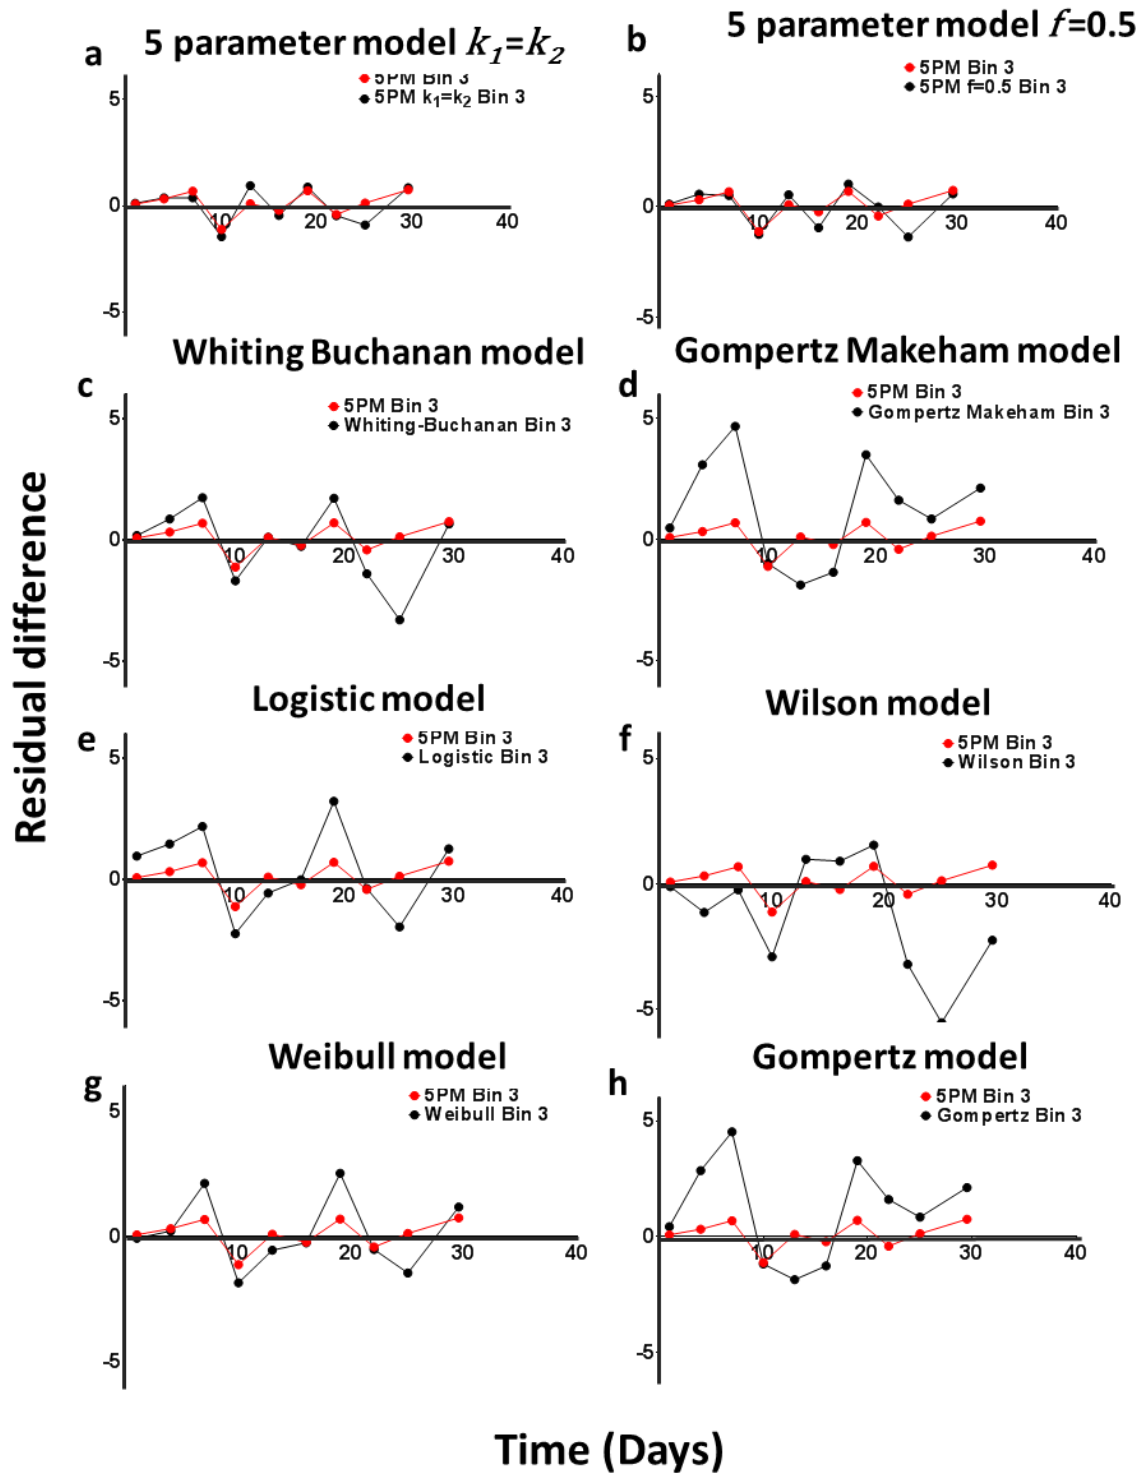 a 5 parameter model k1=k2
5PM Bin 3
5PM k1=k2 Bin 3
5
0
10
20
30
40
-5
b 5 parameter model f=0.5
5PM Bin 3
5PM f=0.5 Bin 3
5
0
10
20
30
40
-5
Whiting Buchanan model
c
5PM Bin 3
Whiting-Buchanan Bin 3
5
0
10
20
30
40
-5
Gompertz Makeham model
d
5PM Bin 3
Gompertz Makeham Bin 3
5
0
10
20
30
40
-5
Residual difference
Logistic model
e
5PM Bin 3
Logistic Bin 3
5
0
10
20
30
40
-5
Wilson model
f
5PM Bin 3
Wilson Bin 3
5
0
10
20
30
40
-5
Weibull model
g
5PM Bin 3
Weibull Bin 3
5
0
10
20
30
40
-5
Gompertz model
h
5PM Bin 3
Gompertz Bin 3
5
0
10
20
30
40
-5
Time (Days)